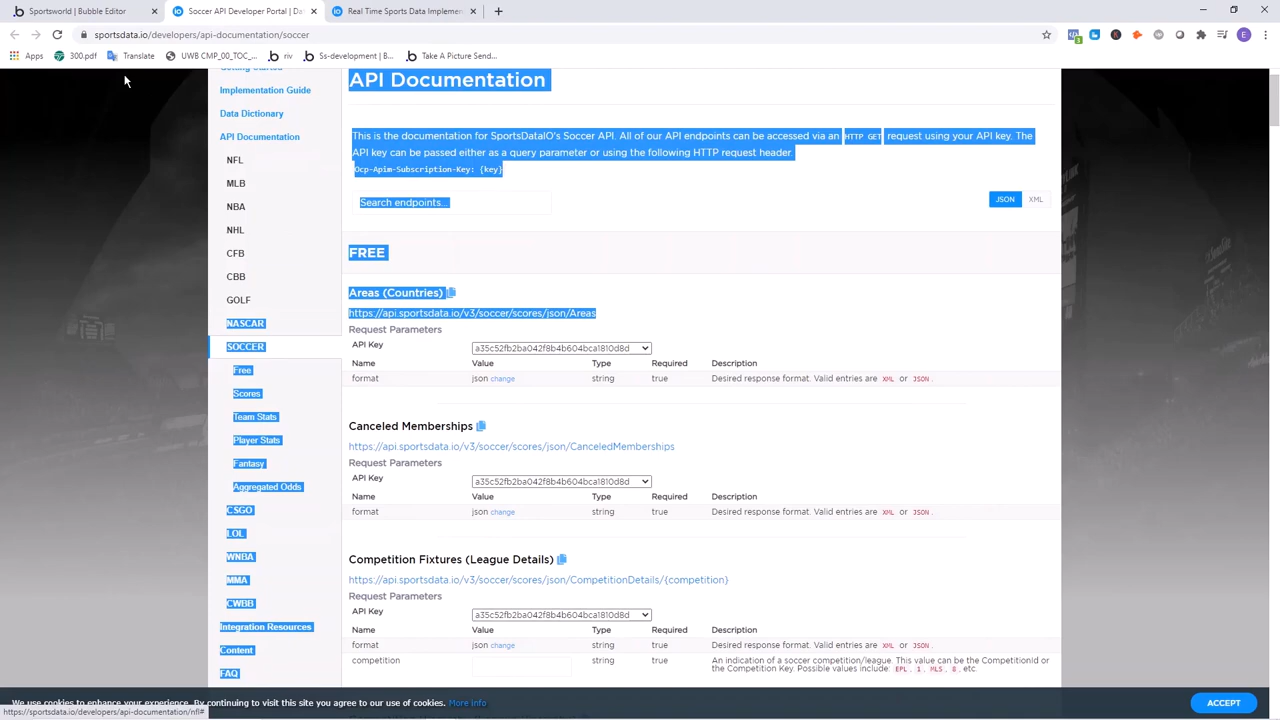 Sportsworld | Bubble Editor
Soccer API Developer Portal | Dat
Real Time Sports Data Implemen
sportsdata.io/developers/api-documentation/soccer
3
E
Apps
300.pdf
Translate
UWB CMP_00_TOC_...
riv
Ss-development | B...
Take A Picture Send...
API Documentation
Implementation Guide
Data Dictionary
API Documentation
NFL
MLB
NBA
NHL
CFB
CBB
GOLF
NASCAR
SOCCER
Free
Scores
Team Stats
Player Stats
Fantasy
Aggregated Odds
CSGO
LOL
WNBA
MMA
CWBB
Integration Resources
Content
FAQ
This is the documentation for SportsDataIO's Soccer API. All of our API endpoints can be accessed via an HTTP GET request using your API key. The
API key can be passed either as a query parameter or using the following HTTP request header.
Ocp-Apim-Subscription-Key: {key}
Search endpoints...
JSON XML
FREE
Areas (Countries)
https://api.sportsdata.io/v3/soccer/scores/json/Areas
Request Parameters
API Key a35c52fb2ba042f8b4b604bca1810d8d
Name Value Type Required Description
format json change string true Desired response format. Valid entries are XML or JSON.
Canceled Memberships
https://api.sportsdata.io/v3/soccer/scores/json/CanceledMemberships
Request Parameters
API Key a35c52fb2ba042f8b4b604bca1810d8d
Name Value Type Required Description
format json change string true Desired response format. Valid entries are XML or JSON.
Competition Fixtures (League Details)
https://api.sportsdata.io/v3/soccer/scores/json/CompetitionDetails/{competition}
Request Parameters
API Key a35c52fb2ba042f8b4b604bca1810d8d
Name Value Type Required Description
format json change string true Desired response format. Valid entries are XML or JSON.
competition string true An indication of a soccer competition/league. This value can be the CompetitionId or
the Competition Key. Possible values include: EPL, 1, MLS, 8, etc.
We use cookies to enhance your experience. By continuing to visit this site you agree to our use of cookies. More info
ACCEPT
https://sportsdata.io/developers/api-documentation/nfl#